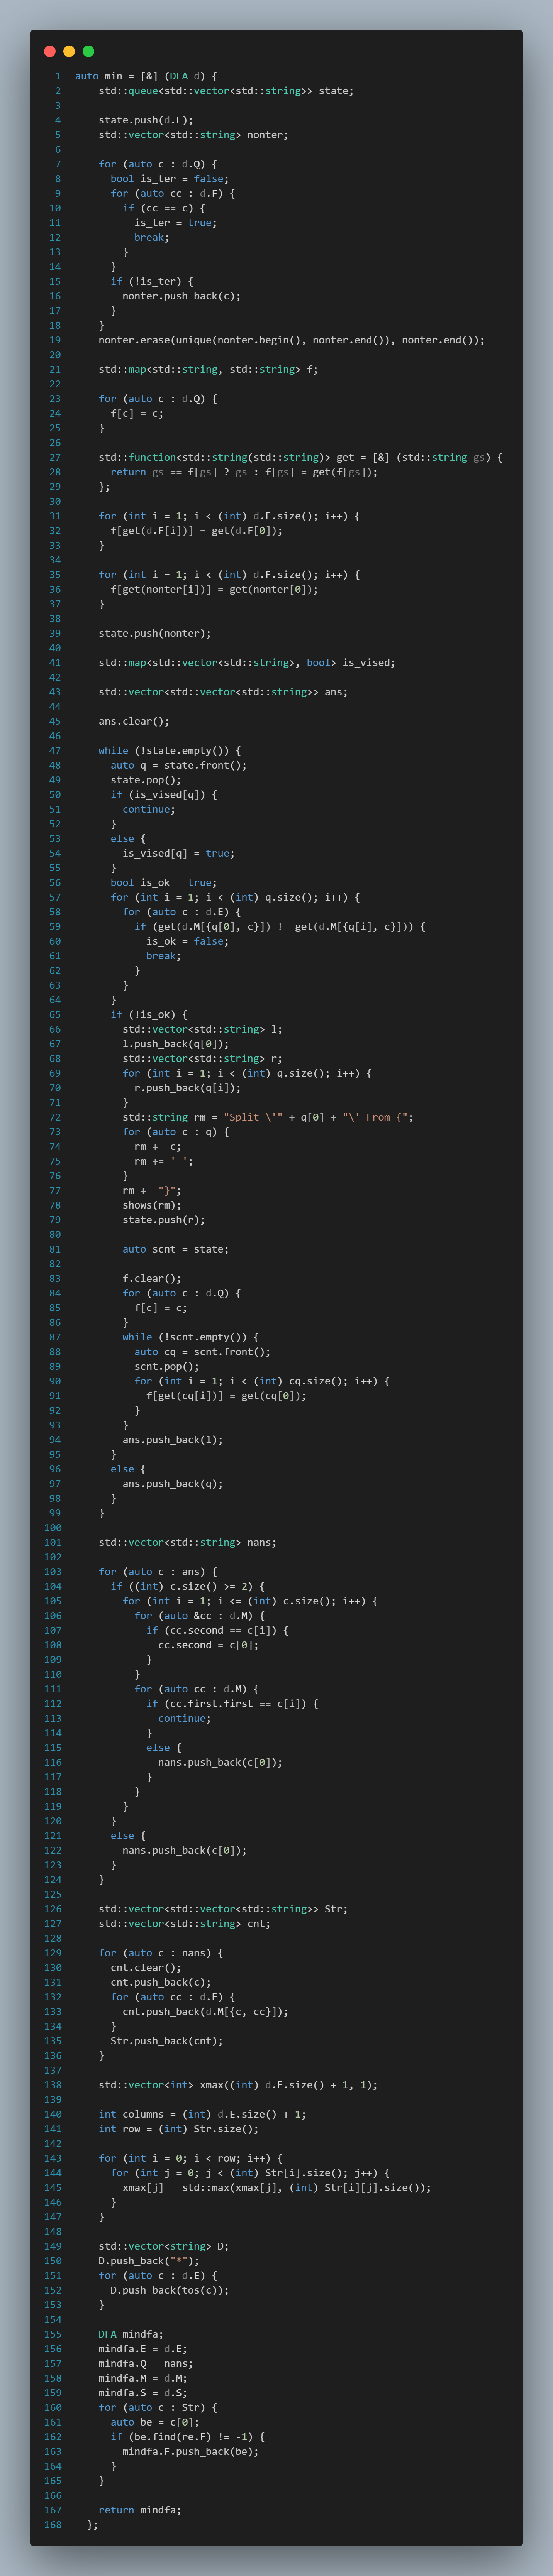 1 auto min = [&] (DFA d) {
2 std::queue<std::vector<std::string>> state;
3
4 state.push(d.F);
5 std::vector<std::string> nonter;
6
7 for (auto c : d.Q) {
8 bool is_ter = false;
9 for (auto cc : d.F) {
10 if (cc == c) {
11 is_ter = true;
12 break;
13 }
14 }
15 if (!is_ter) {
16 nonter.push_back(c);
17 }
18 }
19 nonter.erase(unique(nonter.begin(), nonter.end()), nonter.end());
20
21 std::map<std::string, std::string> f;
22
23 for (auto c : d.Q) {
24 f[c] = c;
25 }
26
27 std::function<std::string(std::string)> get = [&] (std::string gs) {
28 return gs == f[gs] ? gs : f[gs] = get(f[gs]);
29 };
30
31 for (int i = 1; i < (int) d.F.size(); i++) {
32 f[get(d.F[i])] = get(d.F[0]);
33 }
34
35 for (int i = 1; i < (int) d.F.size(); i++) {
36 f[get(nonter[i])] = get(nonter[0]);
37 }
38
39 state.push(nonter);
40
41 std::map<std::vector<std::string>, bool> is_vised;
42
43 std::vector<std::vector<std::string>> ans;
44
45 ans.clear();
46
47 while (!state.empty()) {
48 auto q = state.front();
49 state.pop();
50 if (is_vised[q]) {
51 continue;
52 }
53 else {
54 is_vised[q] = true;
55 }
56 bool is_ok = true;
57 for (int i = 1; i < (int) q.size(); i++) {
58 for (auto c : d.E) {
59 if (get(d.M[{q[0], c}]) != get(d.M[{q[i], c}])) {
60 is_ok = false;
61 break;
62 }
63 }
64 }
65 if (!is_ok) {
66 std::vector<std::string> l;
67 l.push_back(q[0]);
68 std::vector<std::string> r;
69 for (int i = 1; i < (int) q.size(); i++) {
70 r.push_back(q[i]);
71 }
72 std::string rm = "Split \'" + q[0] + "\' From {";
73 for (auto c : q) {
74 rm += c;
75 rm += ' ';
76 }
77 rm += "}";
78 shows(rm);
79 state.push(r);
80
81 auto scnt = state;
82
83 f.clear();
84 for (auto c : d.Q) {
85 f[c] = c;
86 }
87 while (!scnt.empty()) {
88 auto cq = scnt.front();
89 scnt.pop();
90 for (int i = 1; i < (int) cq.size(); i++) {
91 f[get(cq[i])] = get(cq[0]);
92 }
93 }
94 ans.push_back(l);
95 }
96 else {
97 ans.push_back(q);
98 }
99 }
100
101 std::vector<std::string> nans;
102
103 for (auto c : ans) {
104 if ((int) c.size() >= 2) {
105 for (int i = 1; i <= (int) c.size(); i++) {
106 for (auto &cc : d.M) {
107 if (cc.second == c[i]) {
108 cc.second = c[0];
109 }
110 }
111 for (auto cc : d.M) {
112 if (cc.first.first == c[i]) {
113 continue;
114 }
115 else {
116 nans.push_back(c[0]);
117 }
118 }
119 }
120 }
121 else {
122 nans.push_back(c[0]);
123 }
124 }
125
126 std::vector<std::vector<std::string>> Str;
127 std::vector<std::string> cnt;
128
129 for (auto c : nans) {
130 cnt.clear();
131 cnt.push_back(c);
132 for (auto cc : d.E) {
133 cnt.push_back(d.M[{c, cc}]);
134 }
135 Str.push_back(cnt);
136 }
137
138 std::vector<int> xmax((int) d.E.size() + 1, 1);
139
140 int columns = (int) d.E.size() + 1;
141 int row = (int) Str.size();
142
143 for (int i = 0; i < row; i++) {
144 for (int j = 0; j < (int) Str[i].size(); j++) {
145 xmax[j] = std::max(xmax[j], (int) Str[i][j].size());
146 }
147 }
148
149 std::vector<string> D;
150 D.push_back("*");
151 for (auto c : d.E) {
152 D.push_back(tos(c));
153 }
154
155 DFA mindfa;
156 mindfa.E = d.E;
157 mindfa.Q = nans;
158 mindfa.M = d.M;
159 mindfa.S = d.S;
160 for (auto c : Str) {
161 auto be = c[0];
162 if (be.find(re.F) != -1) {
163 mindfa.F.push_back(be);
164 }
165 }
166
167 return mindfa;
168 };